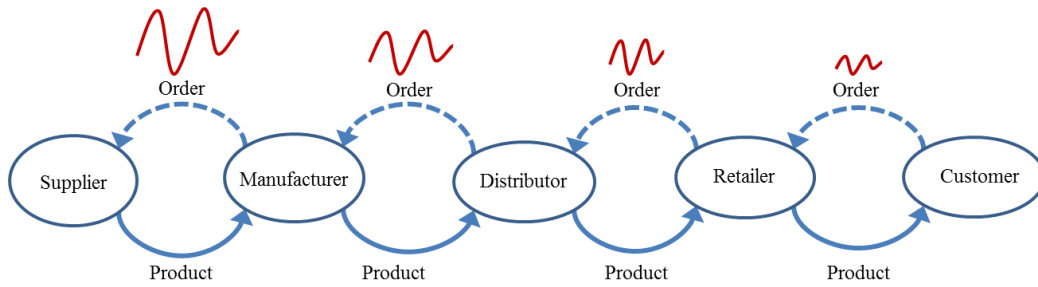 Order
Order
Order
Order
Supplier
Manufacturer
Distributor
Retailer
Customer
Product
Product
Product
Product